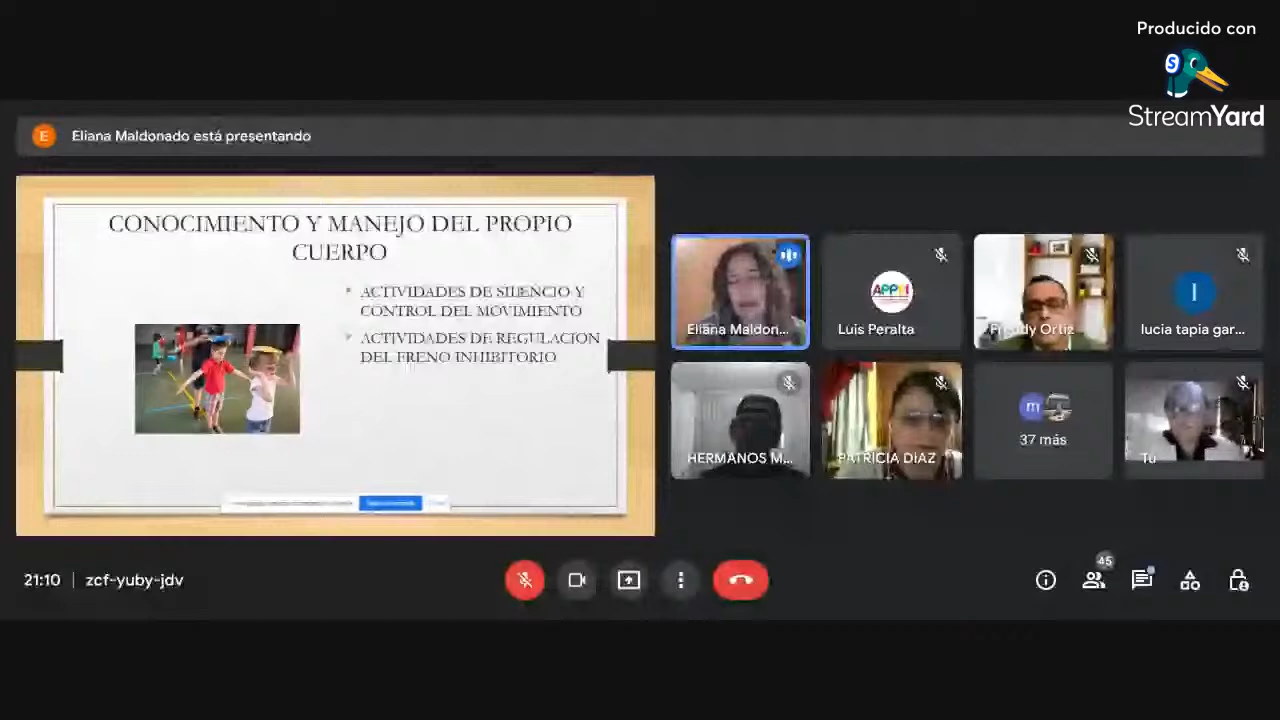 Producido con
S
StreamYard
E
Eliana Maldonado está presentando
CONOCIMIENTO Y MANEJO DEL PROPIO
CUERPO
ACTIVIDADES DE SILENCIO Y
CONTROL DEL MOVIMIENTO
ACTIVIDADES DE REGULACION
DEL FRENO INHIBITORIO
Eliana Maldon...
Luis Peralta
Freddy Ortiz
l
lucia tapia gar...
HERMANOS M...
PATRICIA DIAZ
m
37 más
Tú
21:10 | zcf-yuby-jdv
45